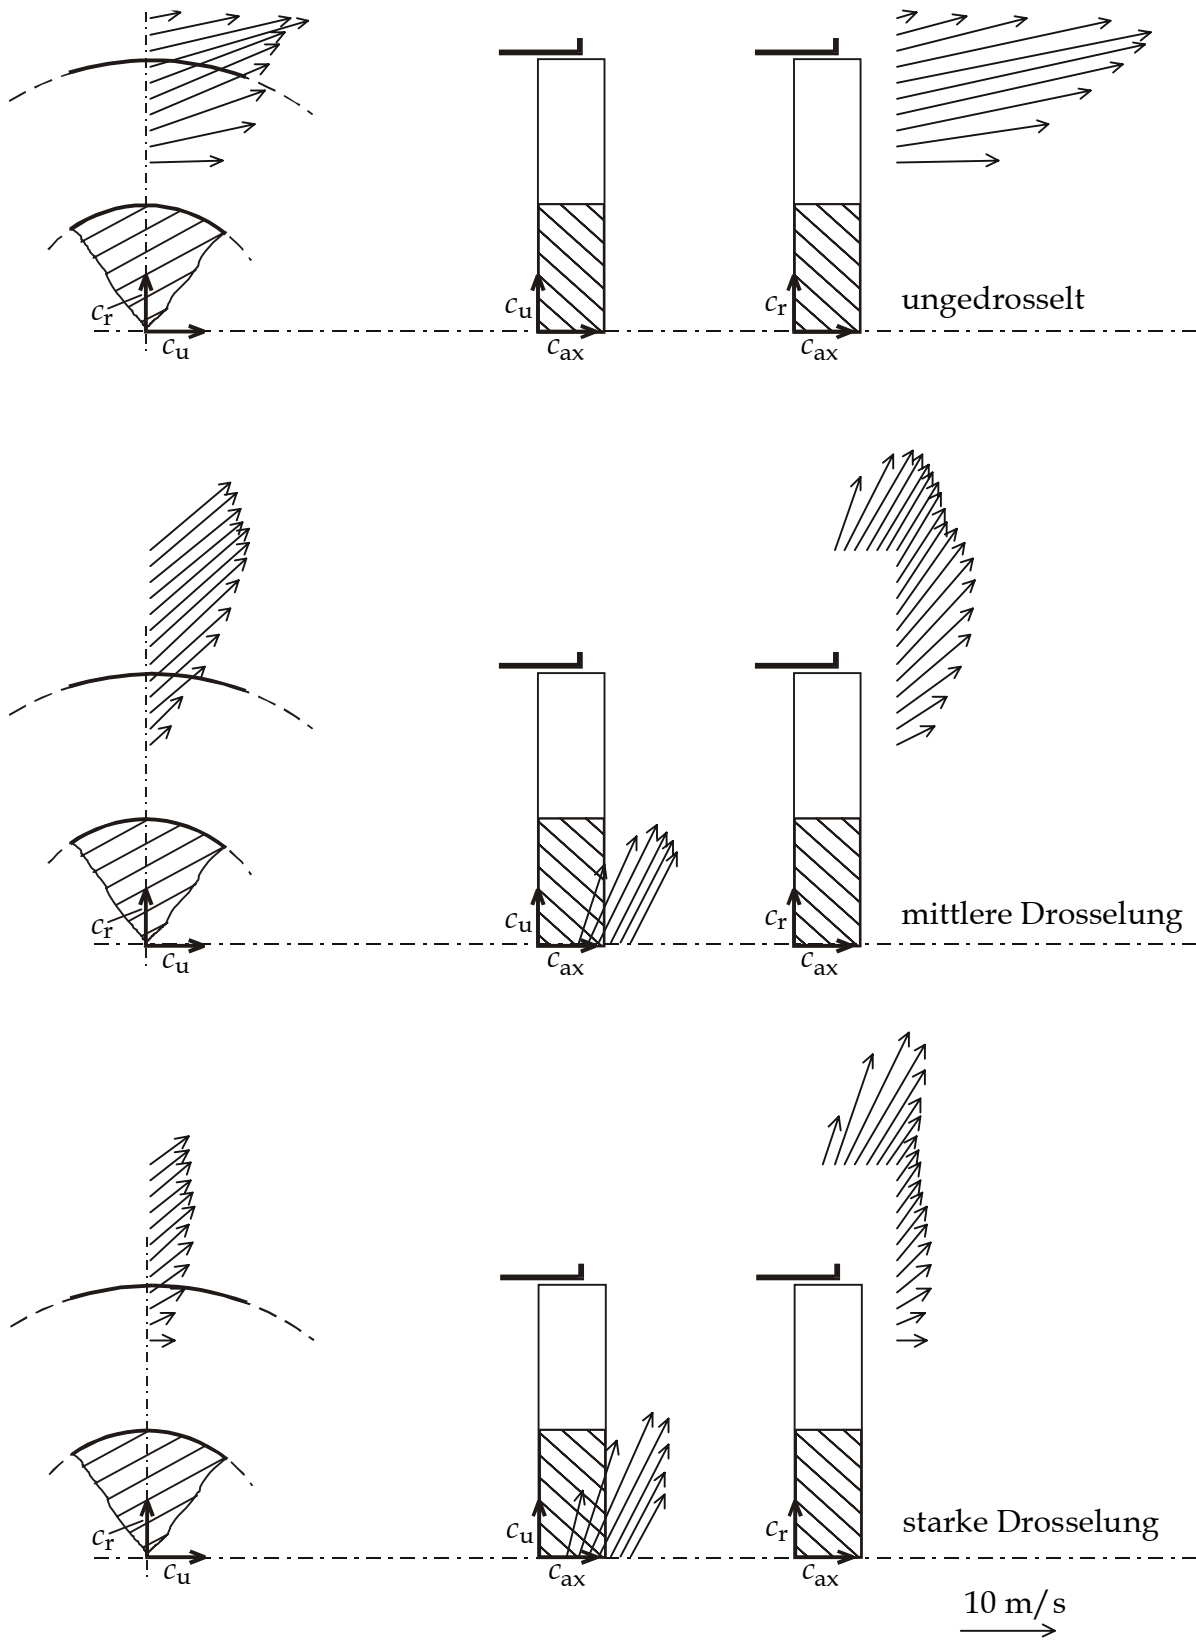 c_r
c_u
c_u
c_ax
c_r
c_ax
ungedrosselt
c_r
c_u
c_u
c_ax
c_r
c_ax
mittlere Drosselung
c_r
c_u
c_u
c_ax
c_r
c_ax
starke Drosselung
10 m/s